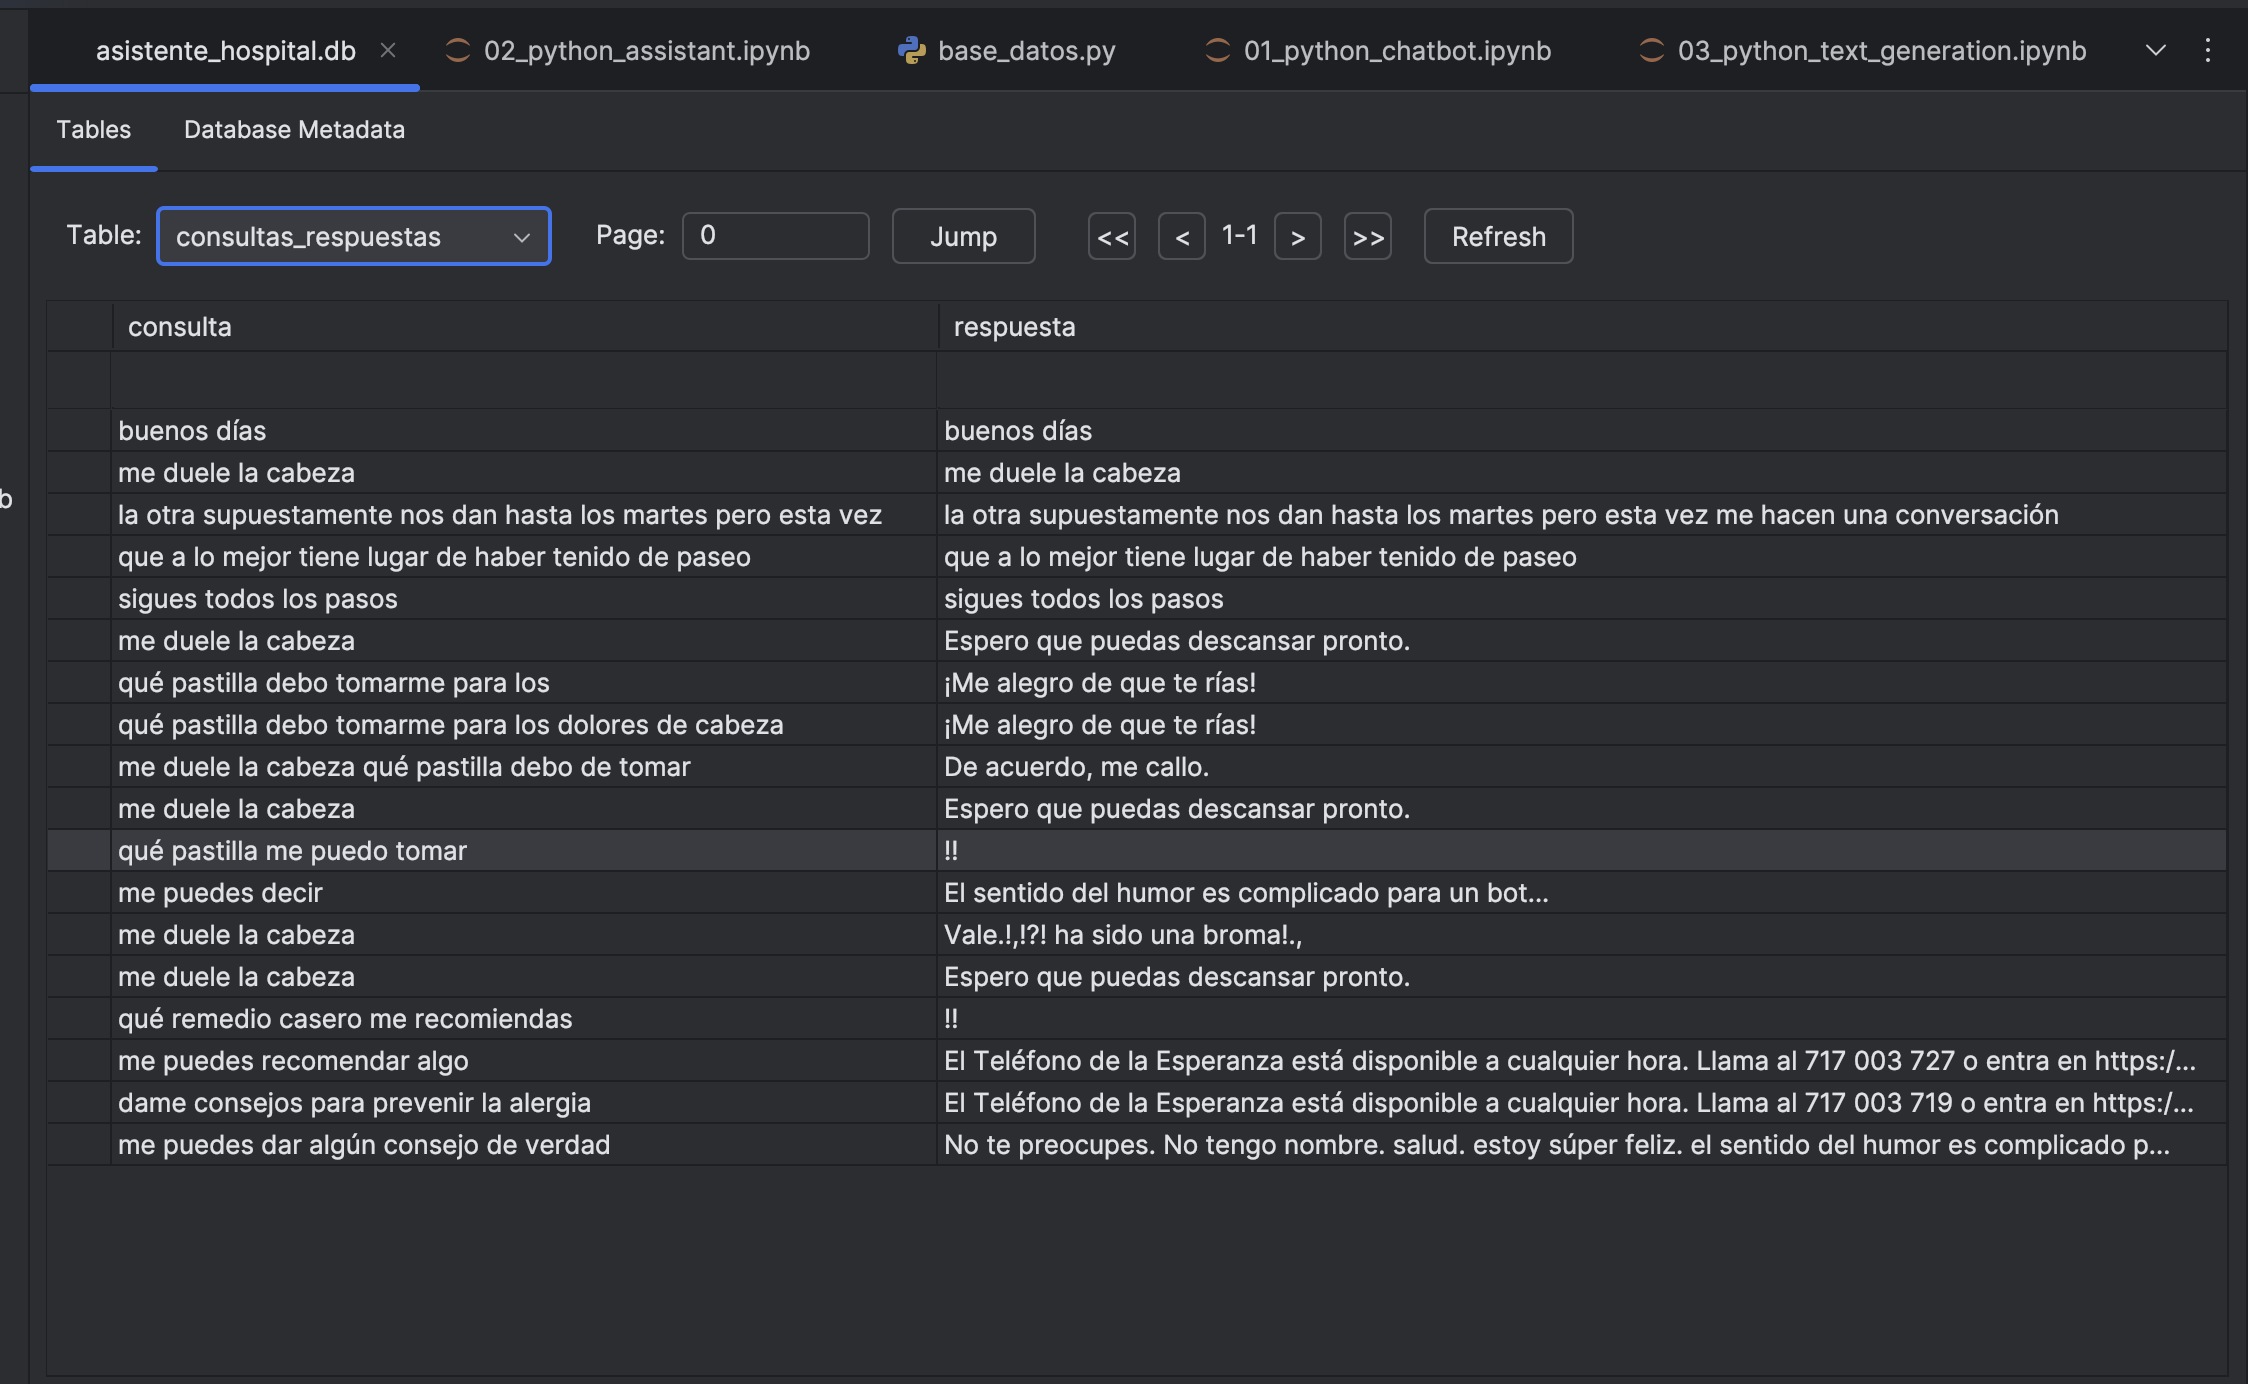 asistente_hospital.db × 02_python_assistant.ipynb base_datos.py 01_python_chatbot.ipynb 03_python_text_generation.ipynb
Tables Database Metadata
Table: consultas_respuestas Page: 0 Jump << < 1-1 > >> Refresh
consulta respuesta
buenos días buenos días
me duele la cabeza me duele la cabeza
b
la otra supuestamente nos dan hasta los martes pero esta vez la otra supuestamente nos dan hasta los martes pero esta vez me hacen una conversación
que a lo mejor tiene lugar de haber tenido de paseo que a lo mejor tiene lugar de haber tenido de paseo
sigues todos los pasos sigues todos los pasos
me duele la cabeza Espero que puedas descansar pronto.
qué pastilla debo tomarme para los ¡Me alegro de que te rías!
qué pastilla debo tomarme para los dolores de cabeza ¡Me alegro de que te rías!
me duele la cabeza qué pastilla debo de tomar De acuerdo, me callo.
me duele la cabeza Espero que puedas descansar pronto.
qué pastilla me puedo tomar !!
me puedes decir El sentido del humor es complicado para un bot...
me duele la cabeza Vale.!,!?! ha sido una broma!.,
me duele la cabeza Espero que puedas descansar pronto.
qué remedio casero me recomiendas !!
me puedes recomendar algo El Teléfono de la Esperanza está disponible a cualquier hora. Llama al 717 003 727 o entra en https:/...
dame consejos para prevenir la alergia El Teléfono de la Esperanza está disponible a cualquier hora. Llama al 717 003 719 o entra en https:/...
me puedes dar algún consejo de verdad No te preocupes. No tengo nombre. salud. estoy súper feliz. el sentido del humor es complicado p...